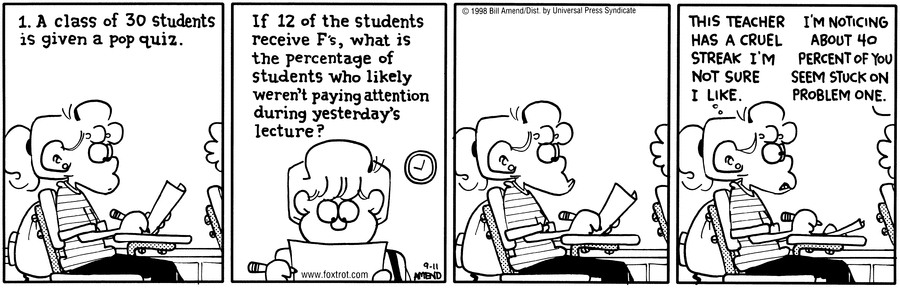 1. A class of 30 students
is given a pop quiz.
If 12 of the students
receive F's, what is
the percentage of
students who likely
weren't paying attention
during yesterday's
lecture?
www.foxtrot.com
9-11
AMEND
© 1998 Bill Amend/Dist. by Universal Press Syndicate
THIS TEACHER
HAS A CRUEL
STREAK I'M
NOT SURE
I LIKE.
I'M NOTICING
ABOUT 40
PERCENT OF YOU
SEEM STUCK ON
PROBLEM ONE.